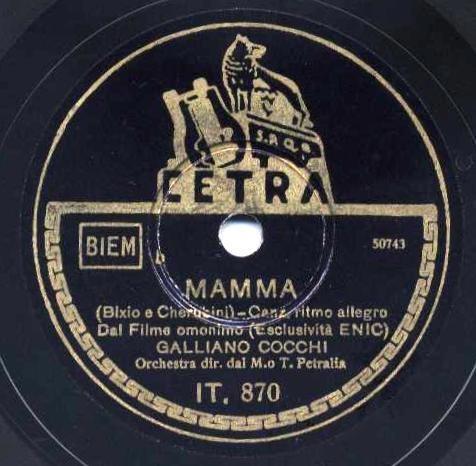 S.P.Q.R.
CETRA
BIEM
50743
MAMMA
(Bixio e Cherubini) - Canz. ritmo allegro
Dal Filme omonimo (Esclusività ENIC)
GALLIANO COCCHI
Orchestra dir. dal M.o T. Petralia
IT. 870